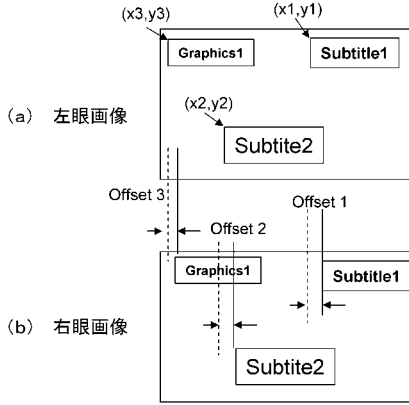 (x3,y3)
(x1,y1)
Graphics1
Subtitle1
(x2,y2)
(a) 左眼画像
Subtite2
Offset 3
Offset 1
Offset 2
Graphics1
Subtitle1
(b) 右眼画像
Subtite2